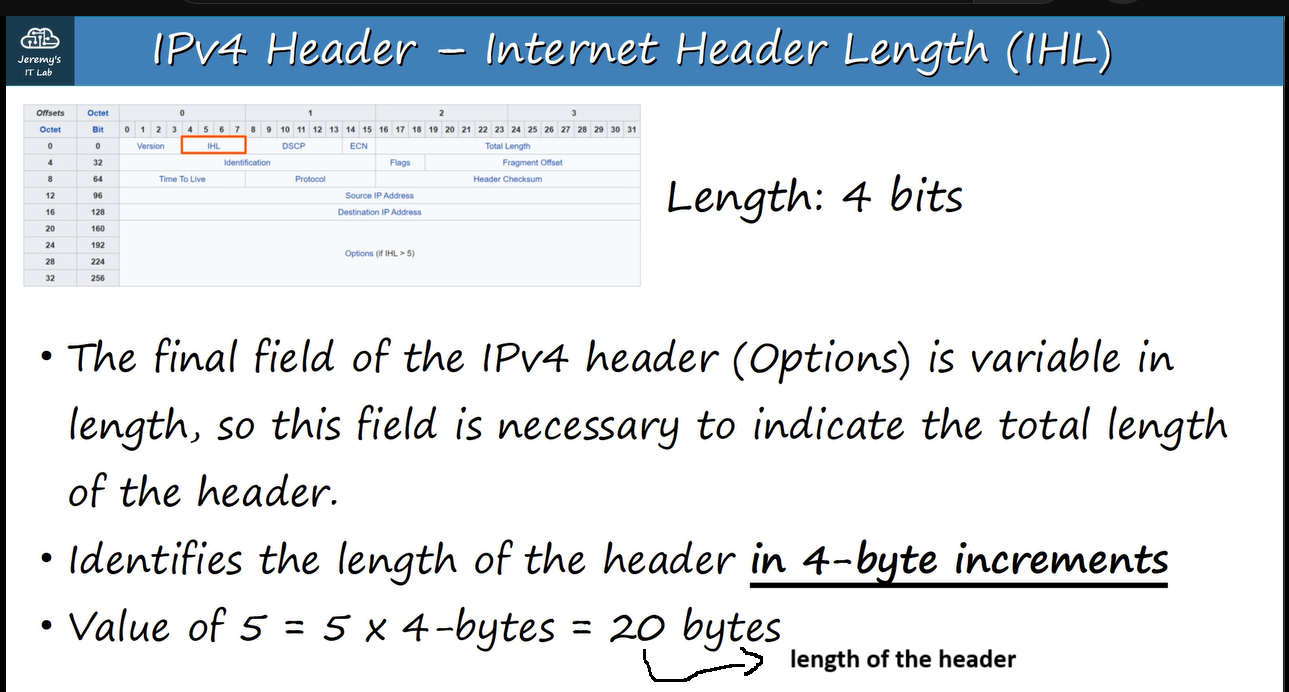 Jeremy's
IT Lab
IPv4 Header – Internet Header Length (IHL)
Offsets Octet 0 1 2 3
Octet Bit 0 1 2 3 4 5 6 7 8 9 10 11 12 13 14 15 16 17 18 19 20 21 22 23 24 25 26 27 28 29 30 31
0 0 Version IHL DSCP ECN Total Length
4 32 Identification Flags Fragment Offset
8 64 Time To Live Protocol Header Checksum
12 96 Source IP Address
16 128 Destination IP Address
20 160
24 192
Options (if IHL > 5)
28 224
32 256
Length: 4 bits
• The final field of the IPv4 header (Options) is variable in
length, so this field is necessary to indicate the total length
of the header.
• Identifies the length of the header in 4-byte increments
• Value of 5 = 5 x 4-bytes = 20 bytes
length of the header